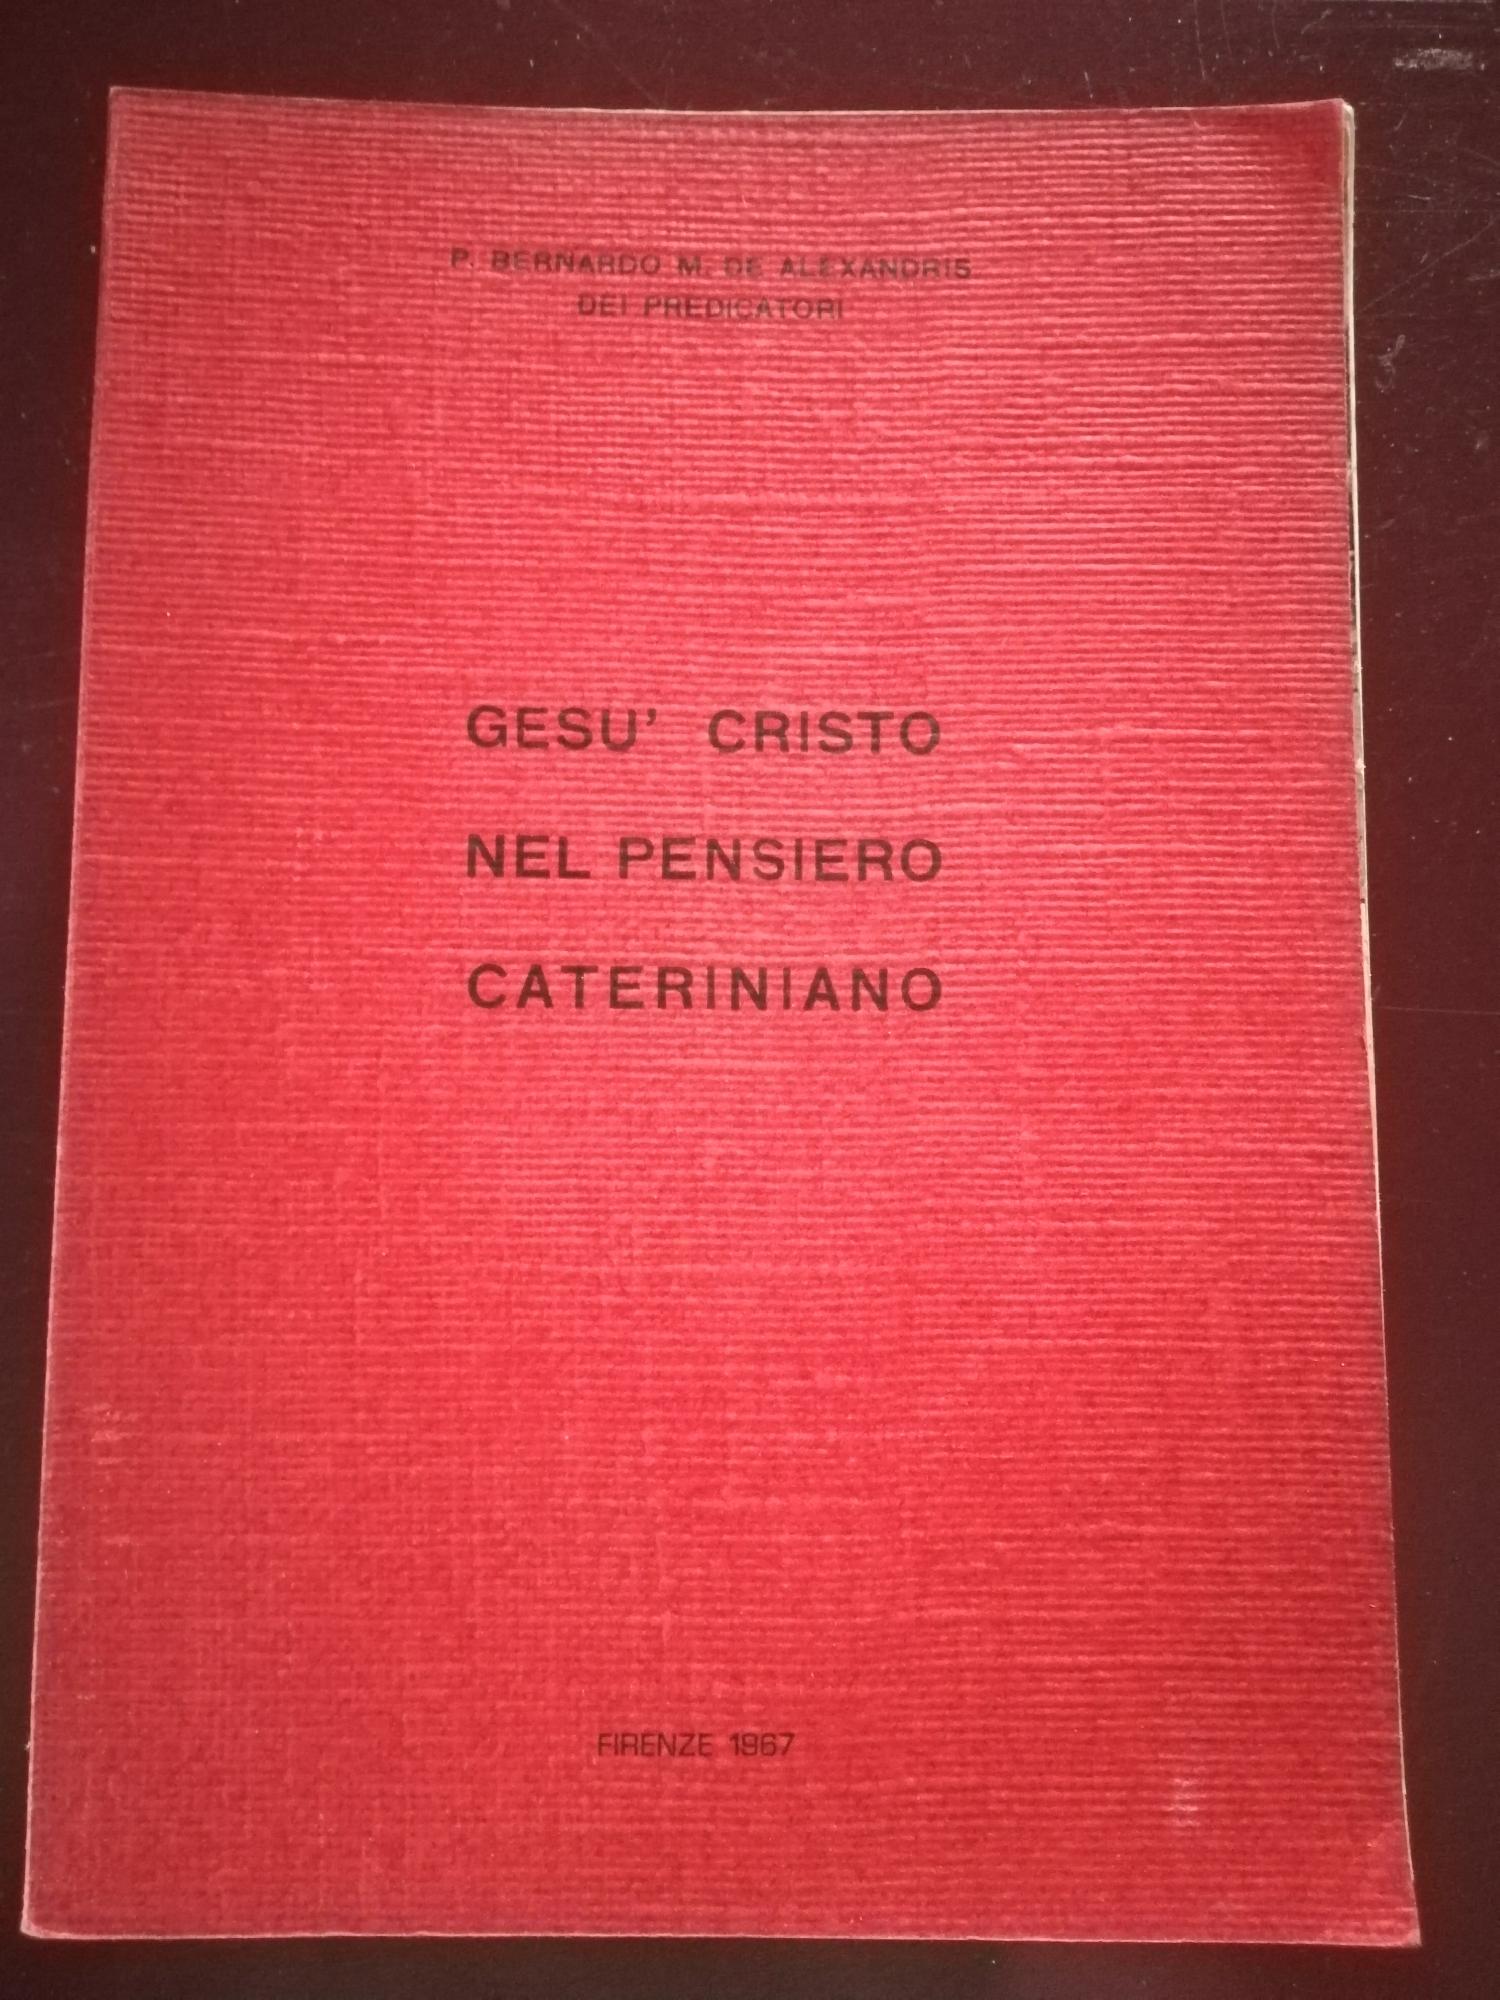 P. BERNARDO M. DE ALEXANDRIS
DEI PREDICATORI
GESU' CRISTO
NEL PENSIERO
CATERINIANO
FIRENZE 1967